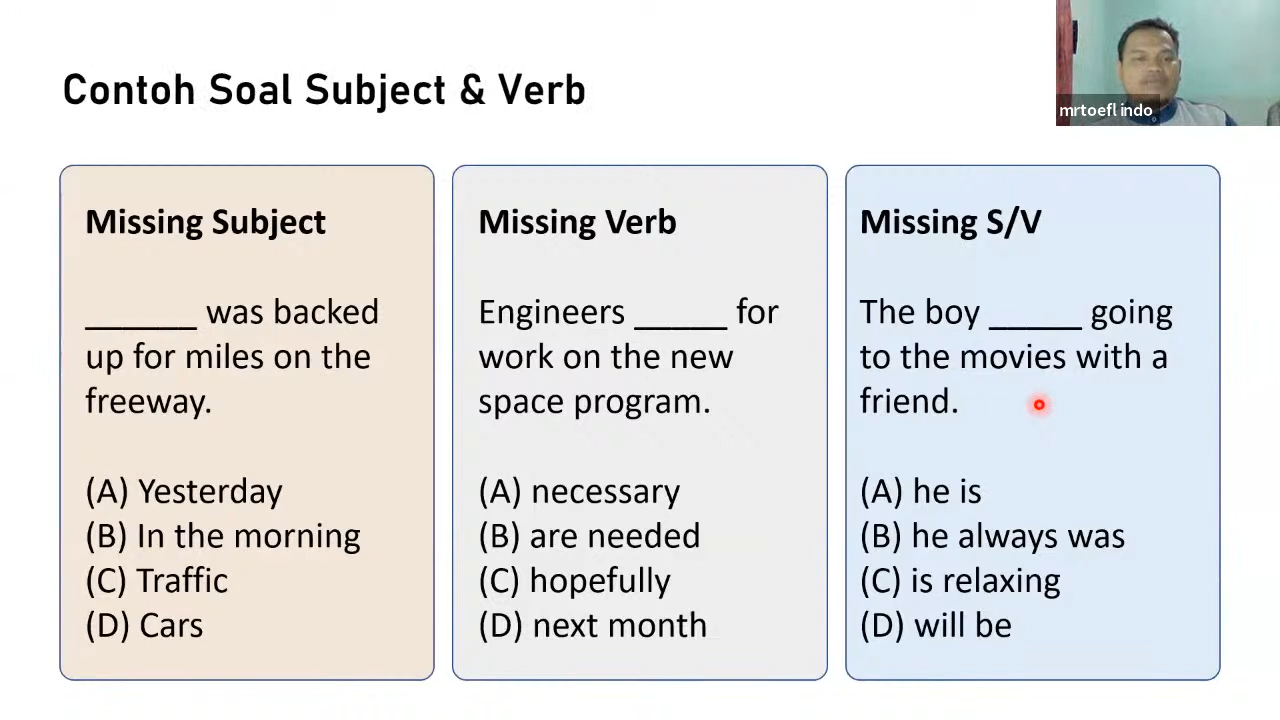 Contoh Soal Subject & Verb
mrtoefl indo
Missing Subject
______ was backed
up for miles on the
freeway.
(A) Yesterday
(B) In the morning
(C) Traffic
(D) Cars
Missing Verb
Engineers _____ for
work on the new
space program.
(A) necessary
(B) are needed
(C) hopefully
(D) next month
Missing S/V
The boy _____ going
to the movies with a
friend.
(A) he is
(B) he always was
(C) is relaxing
(D) will be